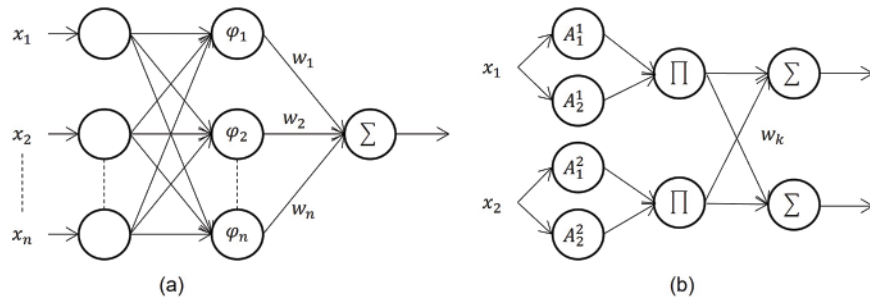 x₁
φ₁
w₁
x₂
φ₂
w₂
∑
xₙ
φₙ
wₙ
(a)
A₁¹
x₁
∏
∑
A₂¹
wₖ
A₁²
x₂
∏
∑
A₂²
(b)